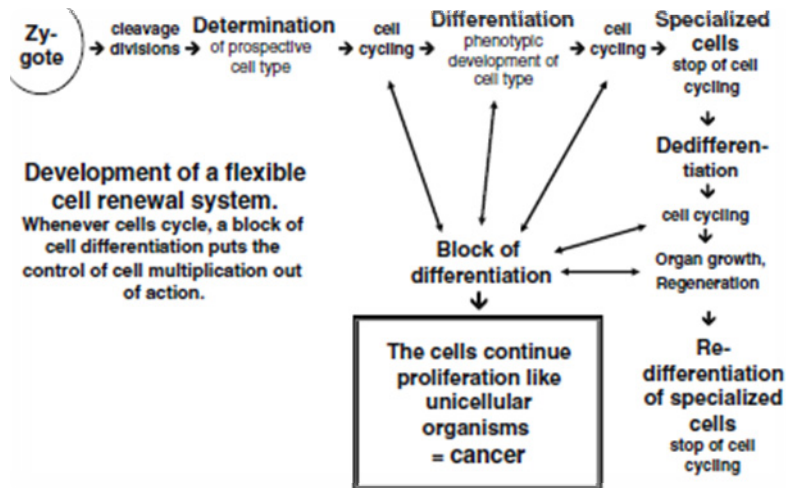 Zy-
gote
cleavage
divisions
Determination
of prospective
cell type
cell
cycling
Differentiation
phenotypic
development of
cell type
cell
cycling
Specialized
cells
stop of cell
cycling
Dedifferen-
tiation
cell cycling
Organ growth,
Regeneration
Re-
differentiation
of specialized
cells
stop of cell
cycling
Development of a flexible
cell renewal system.
Whenever cells cycle, a block of
cell differentiation puts the
control of cell multiplication out
of action.
Block of
differentiation
The cells continue
proliferation like
unicellular
organisms
= cancer